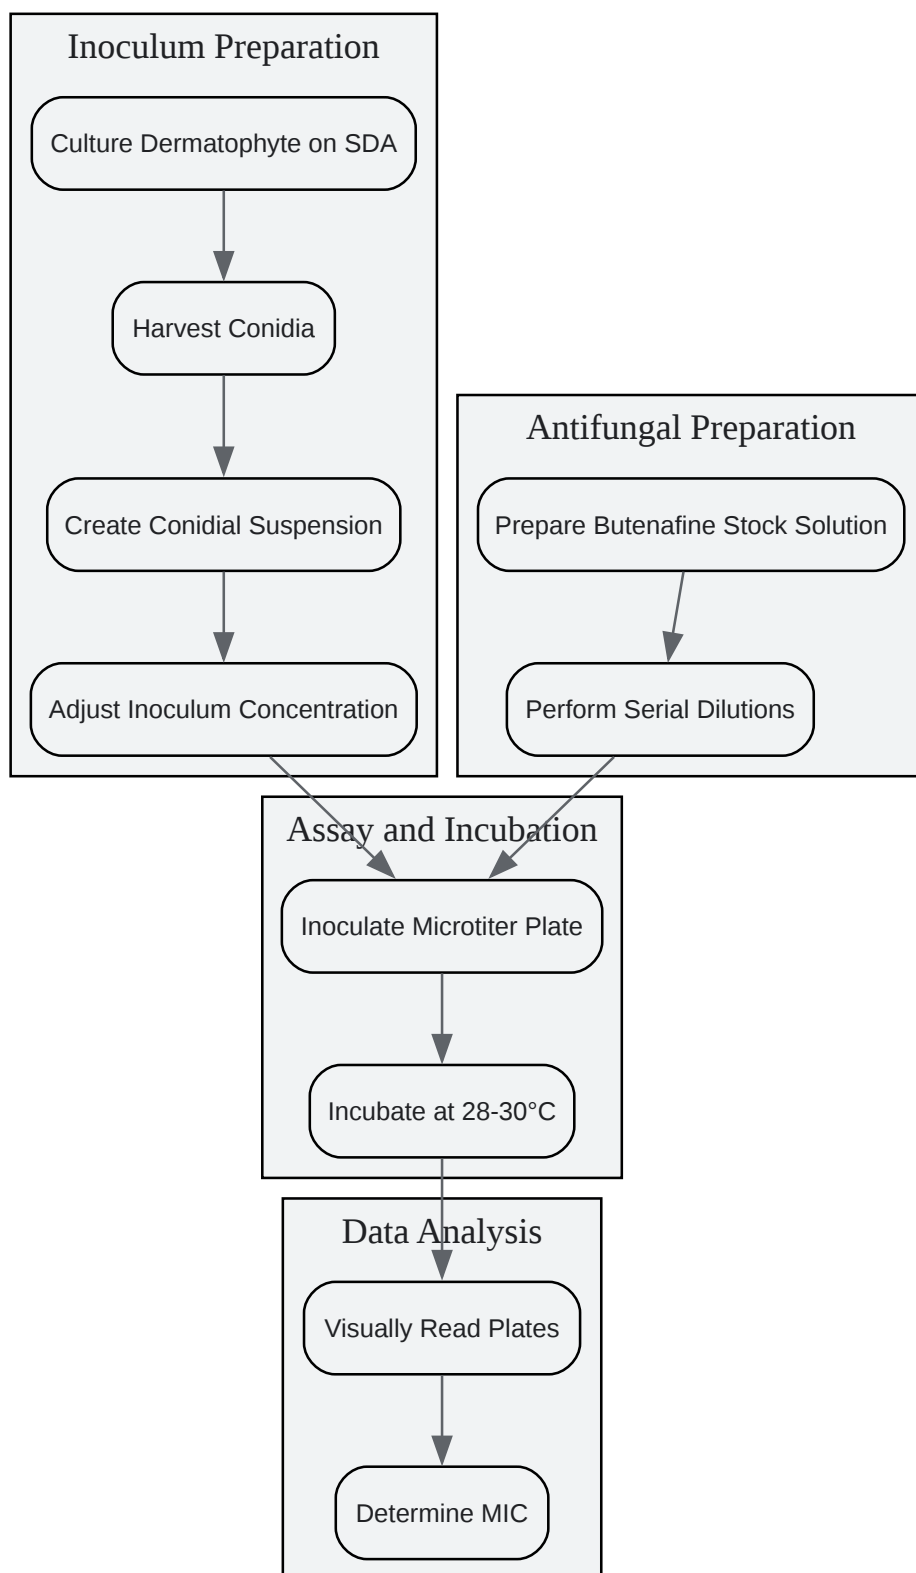 Inoculum Preparation
Culture Dermatophyte on SDA
Harvest Conidia
Create Conidial Suspension
Adjust Inoculum Concentration
Antifungal Preparation
Prepare Butenafine Stock Solution
Perform Serial Dilutions
Assay and Incubation
Inoculate Microtiter Plate
Incubate at 28-30°C
Data Analysis
Visually Read Plates
Determine MIC